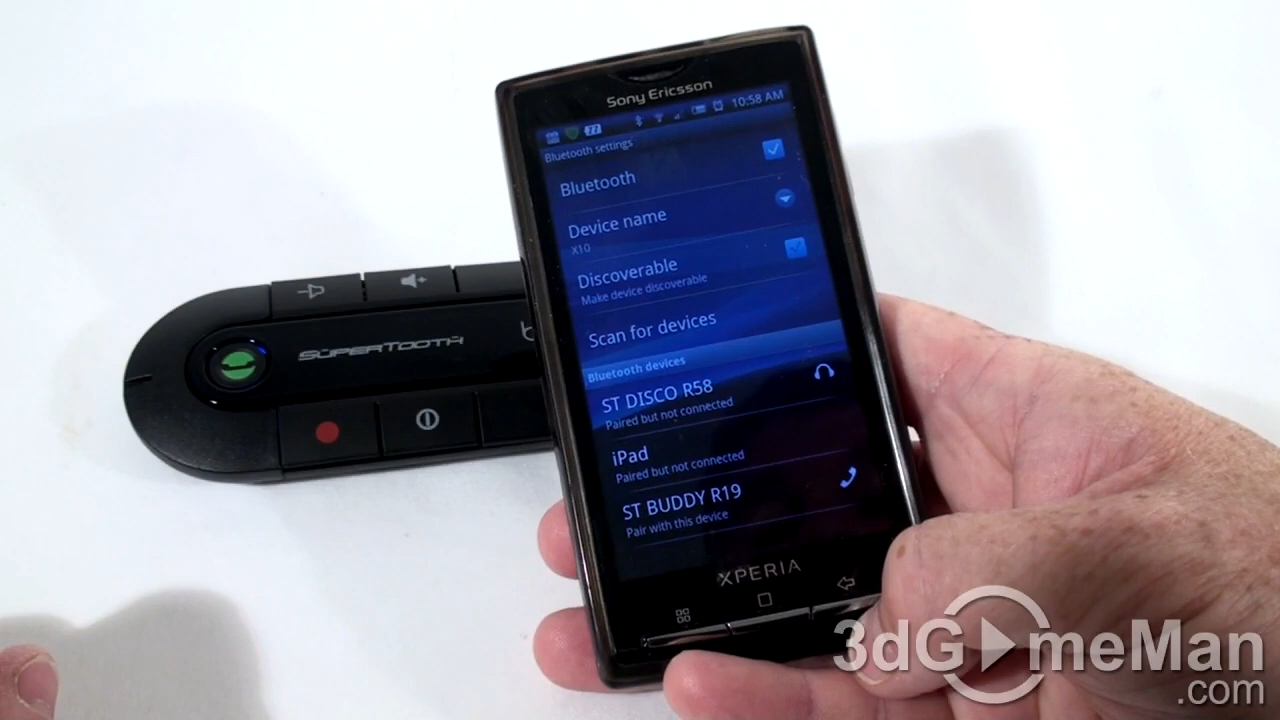 Sony Ericsson
77
10:58 AM
Bluetooth settings
Bluetooth
Device name
X10
Discoverable
Make device discoverable
Scan for devices
Bluetooth devices
ST DISCO R58
Paired but not connected
iPad
Paired but not connected
ST BUDDY R19
Pair with this device
XPERIA
SUPERTOOTH
b
3dGameMan
.com